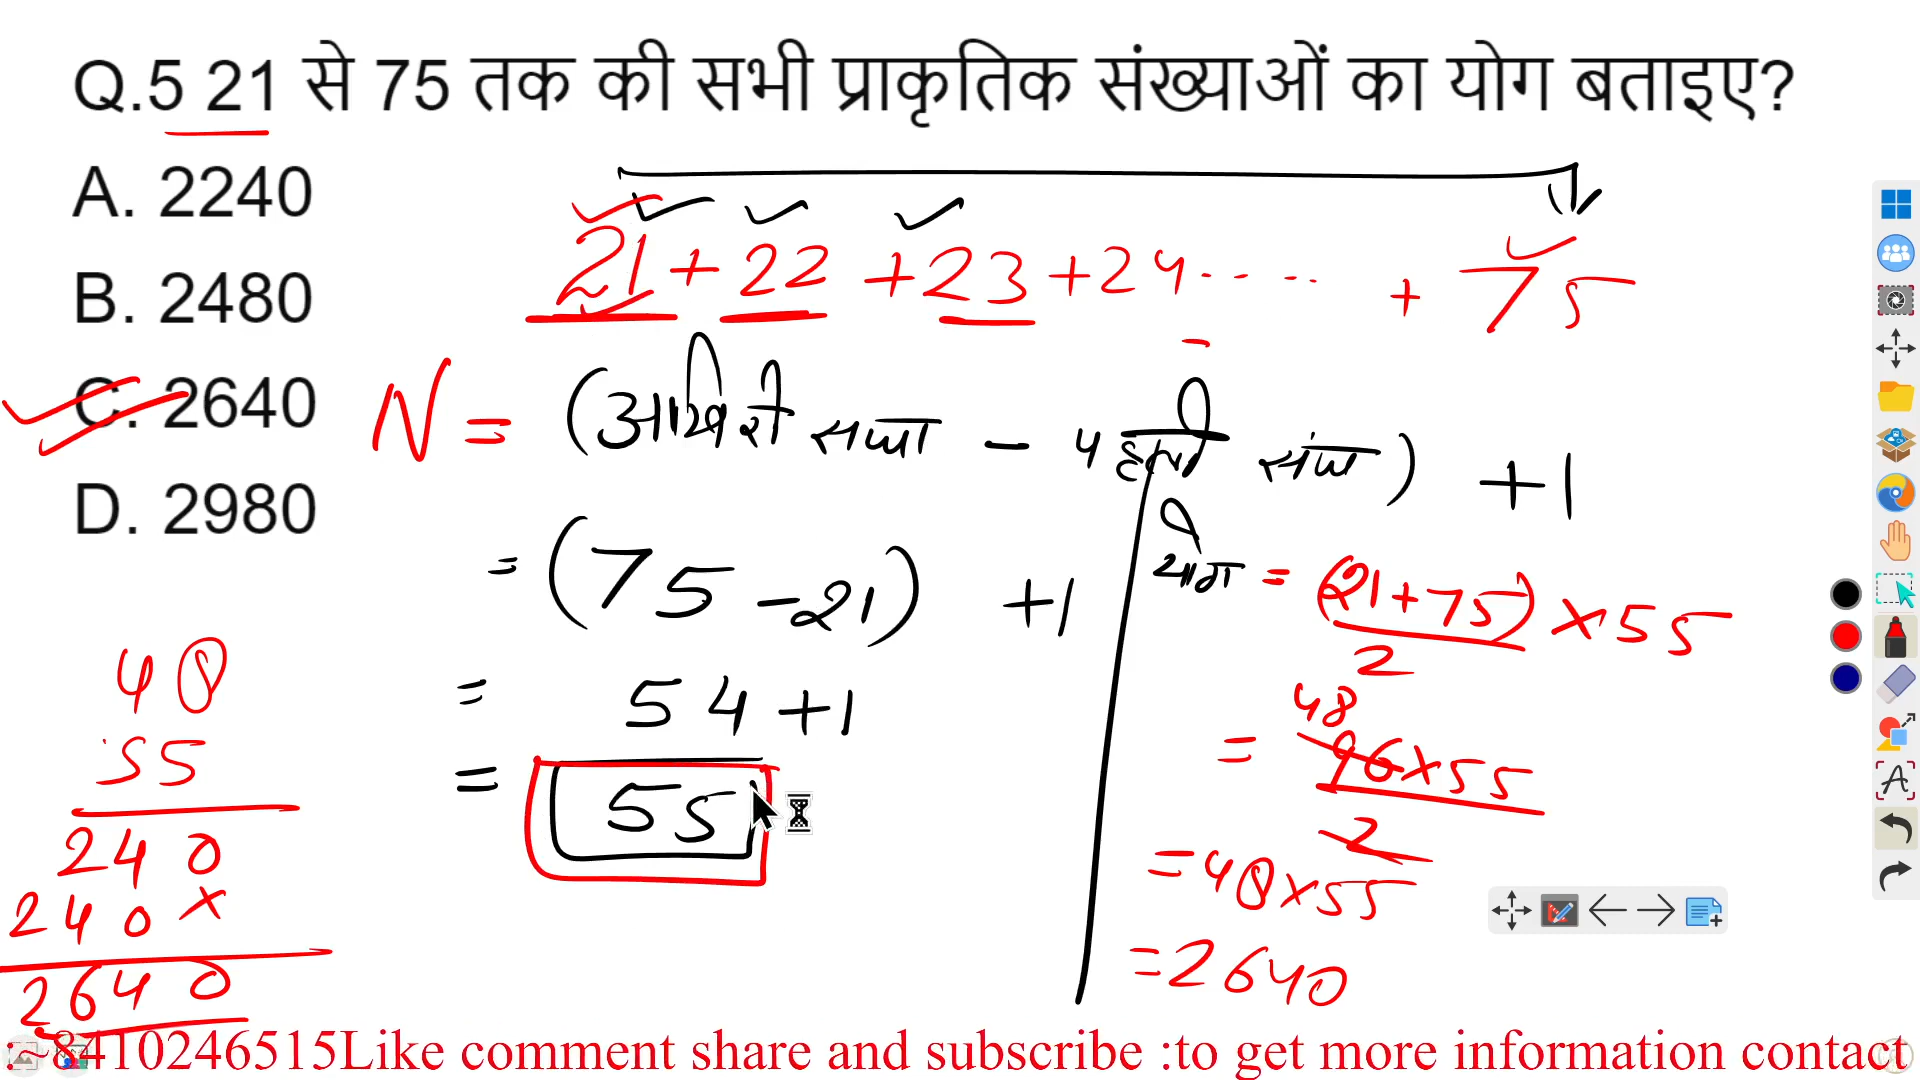 Q.5 21 से 75 तक की सभी प्राकृतिक संख्याओं का योग बताइए?
A. 2240
B. 2480
C. 2640
D. 2980
21 + 22 + 23 + 24 ...... + 75
N = (आखिरी सख्या - पहली संख्या) + 1
= (75 - 21) + 1
= 54 + 1
= 55
योग = (21 + 75) × 55
2
48
= 96 × 55
2
= 48 × 55
= 2640
48
55
240
240×
2640
:~8410246515Like comment share and subscribe :to get more information contact